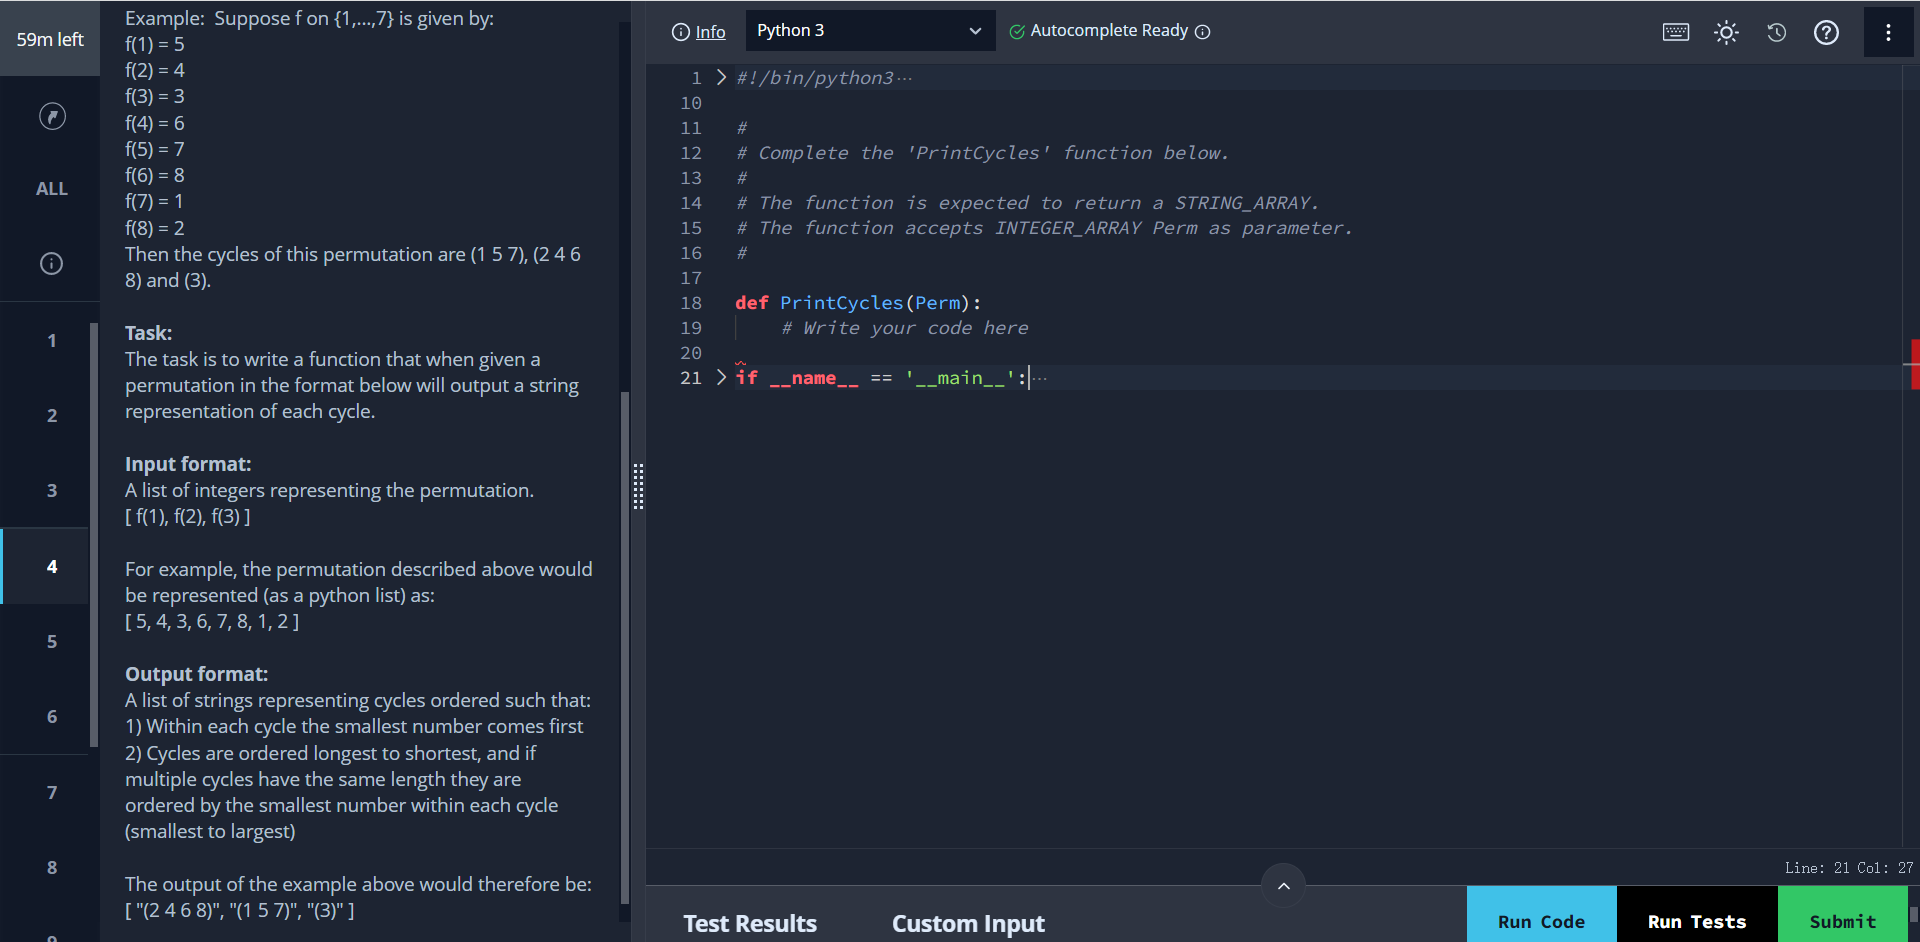 59m left
ALL
1
2
3
4
5
6
7
8
Example:  Suppose f on {1,...,7} is given by:
f(1) = 5
f(2) = 4
f(3) = 3
f(4) = 6
f(5) = 7
f(6) = 8
f(7) = 1
f(8) = 2
Then the cycles of this permutation are (1 5 7), (2 4 6
8) and (3).
Task:
The task is to write a function that when given a
permutation in the format below will output a string
representation of each cycle.
Input format:
A list of integers representing the permutation.
[ f(1), f(2), f(3) ]
For example, the permutation described above would
be represented (as a python list) as:
[ 5, 4, 3, 6, 7, 8, 1, 2 ]
Output format:
A list of strings representing cycles ordered such that:
1) Within each cycle the smallest number comes first
2) Cycles are ordered longest to shortest, and if
multiple cycles have the same length they are
ordered by the smallest number within each cycle
(smallest to largest)
The output of the example above would therefore be:
[ "(2 4 6 8)", "(1 5 7)", "(3)" ]
Info
Python 3
Autocomplete Ready
1 #!/bin/python3···
10
11 #
12 # Complete the 'PrintCycles' function below.
13 #
14 # The function is expected to return a STRING_ARRAY.
15 # The function accepts INTEGER_ARRAY Perm as parameter.
16 #
17
18 def PrintCycles(Perm):
19     # Write your code here
20
21 if __name__ == '__main__':···
Line: 21 Col: 27
Test Results
Custom Input
Run Code
Run Tests
Submit